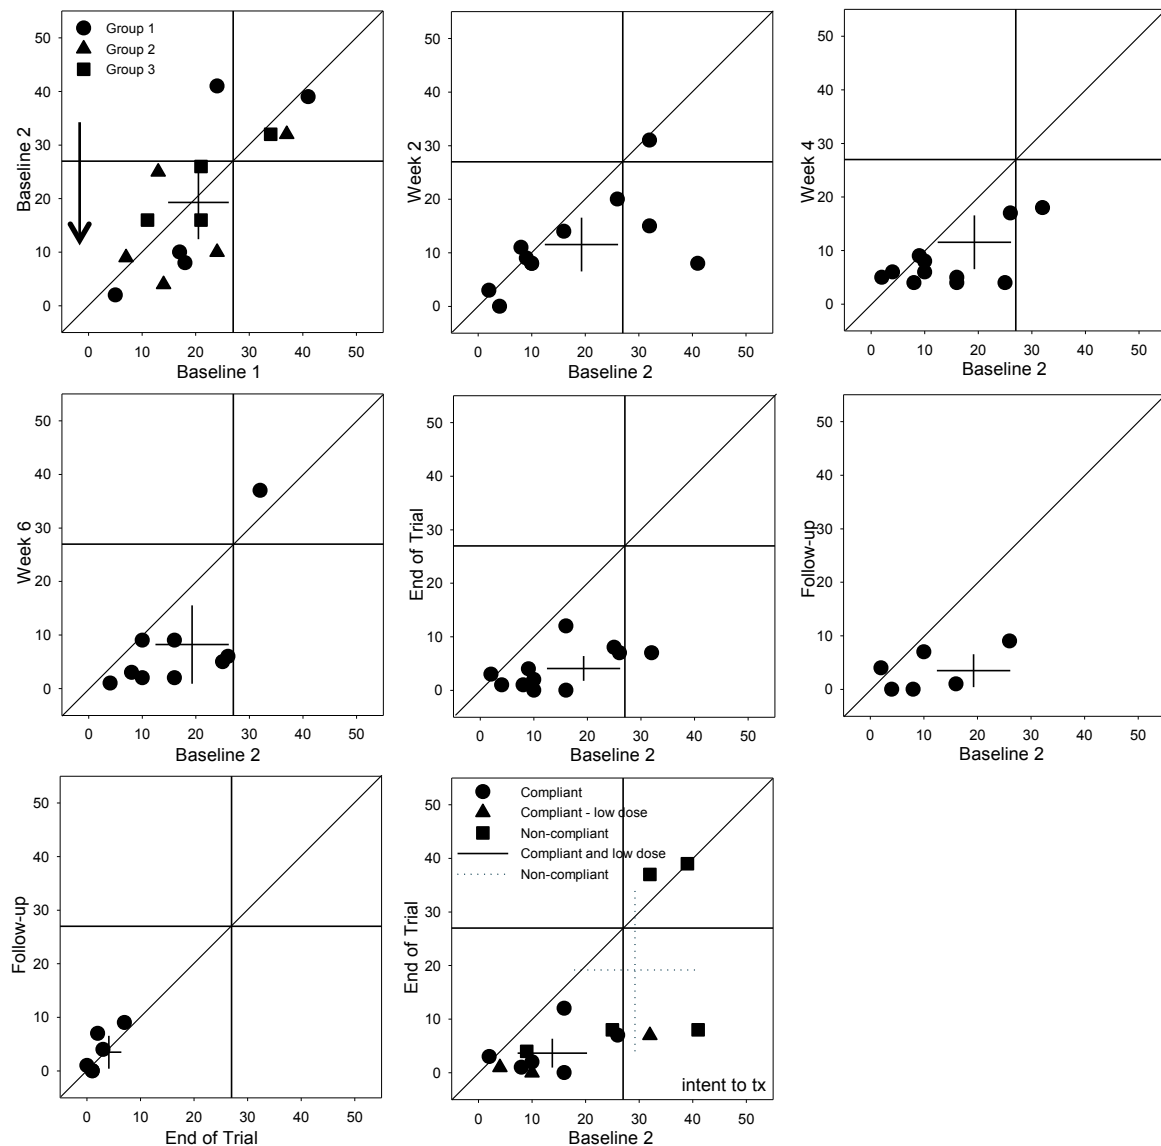 50
40
30
20
10
0
Baseline 2
Group 1
Group 2
Group 3
0 10 20 30 40 50
Baseline 1
50
40
30
20
10
0
Week 2
0 10 20 30 40 50
Baseline 2
50
40
30
20
10
0
Week 4
0 10 20 30 40 50
Baseline 2
50
40
30
20
10
0
Week 6
0 10 20 30 40 50
Baseline 2
50
40
30
20
10
0
End of Trial
0 10 20 30 40 50
Baseline 2
50
40
30
20
10
0
Follow-up
0 10 20 30 40 50
Baseline 2
50
40
30
20
10
0
Follow-up
0 10 20 30 40 50
End of Trial
50
40
30
20
10
0
End of Trial
Compliant
Compliant - low dose
Non-compliant
Compliant and low dose
Non-compliant
intent to tx
0 10 20 30 40 50
Baseline 2